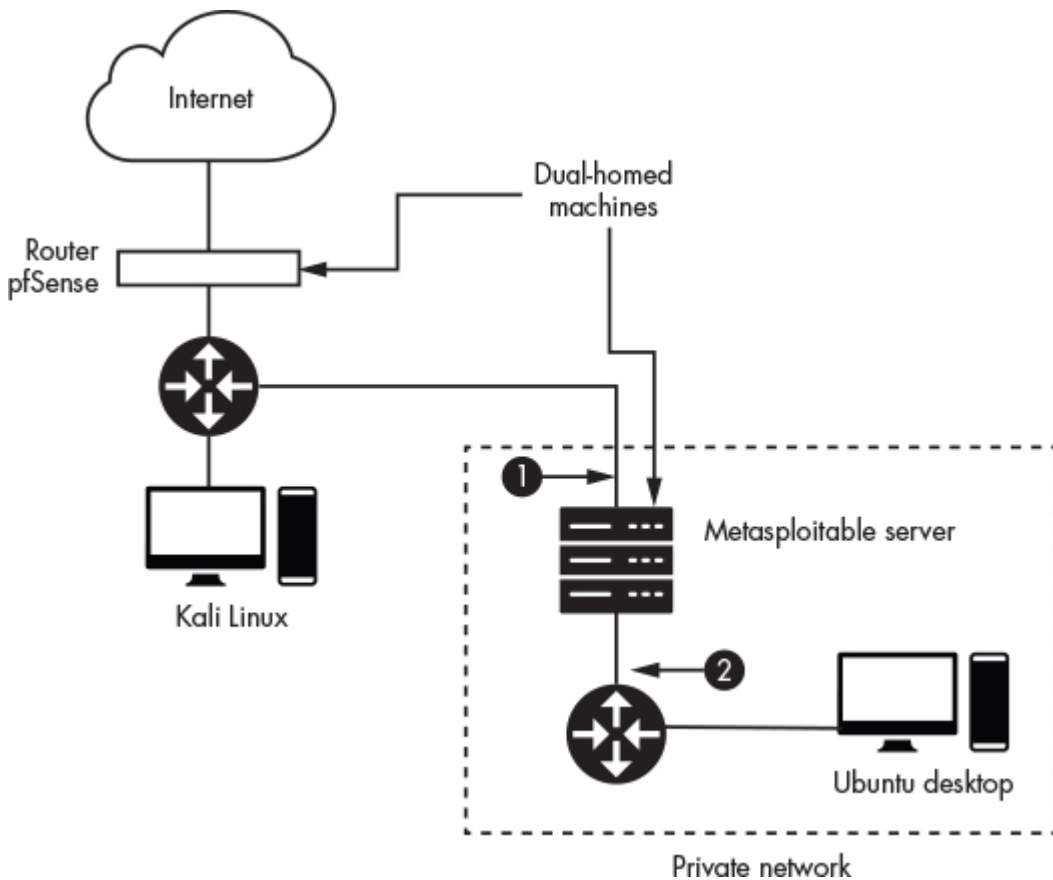 Internet
Dual-homed
machines
Router
pfSense
1
Metasploitable server
Kali Linux
2
Ubuntu desktop
Private network